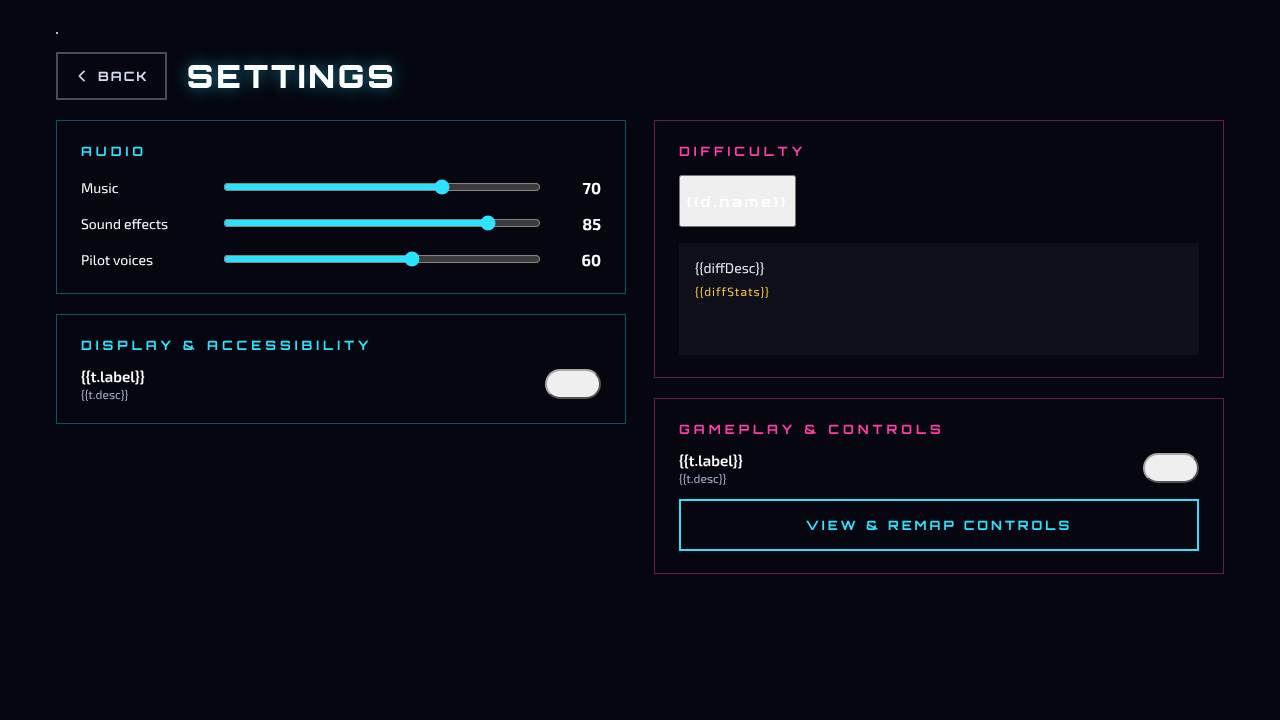 BACK
SETTINGS
AUDIO
Music 70
Sound effects 85
Pilot voices 60
DISPLAY & ACCESSIBILITY
{{t.label}}
{{t.desc}}
DIFFICULTY
{{d.name}}
{{diffDesc}}
{{diffStats}}
GAMEPLAY & CONTROLS
{{t.label}}
{{t.desc}}
VIEW & REMAP CONTROLS